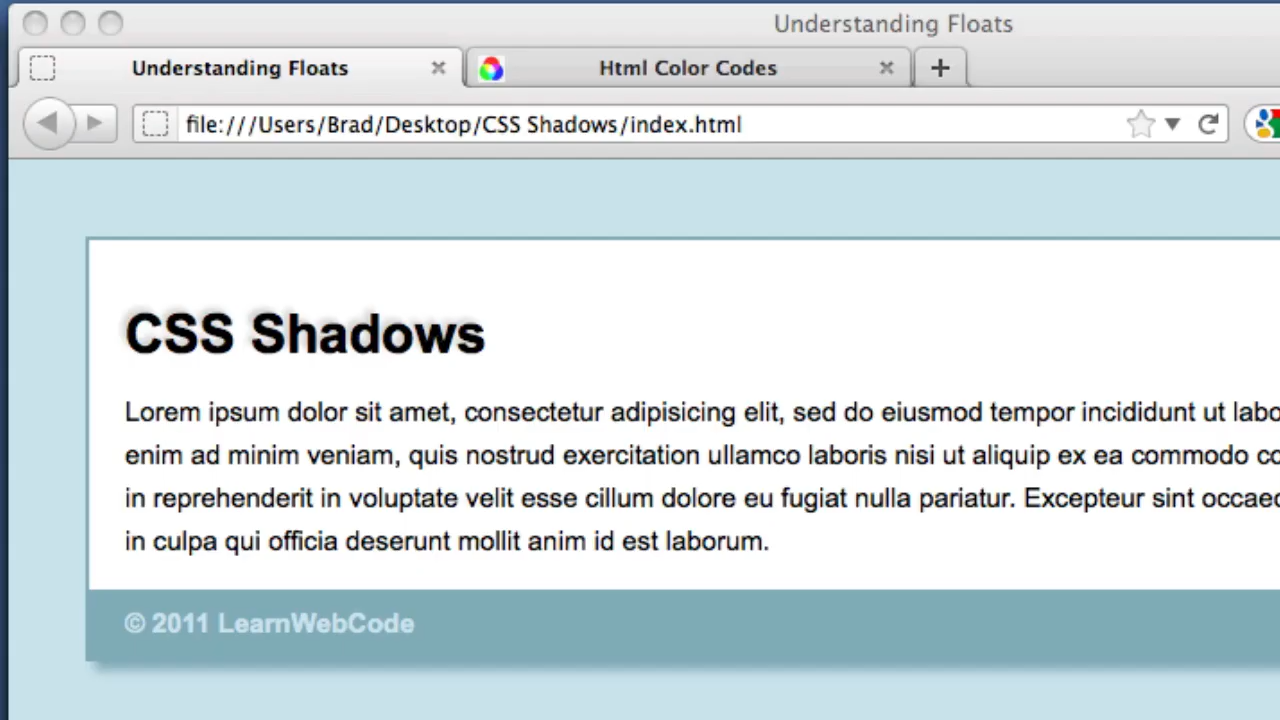 Understanding Floats
Understanding Floats
Html Color Codes
file:///Users/Brad/Desktop/CSS Shadows/index.html
CSS Shadows
Lorem ipsum dolor sit amet, consectetur adipisicing elit, sed do eiusmod tempor incididunt ut labo
enim ad minim veniam, quis nostrud exercitation ullamco laboris nisi ut aliquip ex ea commodo co
in reprehenderit in voluptate velit esse cillum dolore eu fugiat nulla pariatur. Excepteur sint occaec
in culpa qui officia deserunt mollit anim id est laborum.
© 2011 LearnWebCode